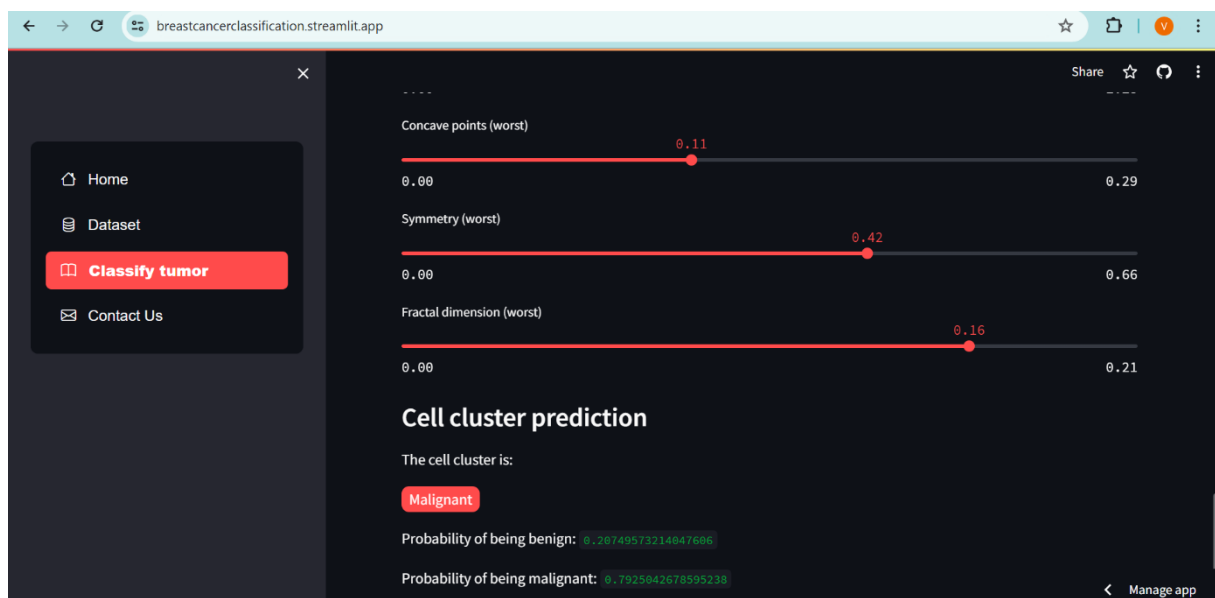 breastcancerclassification.streamlit.app
V
Share
Home
Dataset
Classify tumor
Contact Us
Concave points (worst)
0.11
0.00 0.29
Symmetry (worst)
0.42
0.00 0.66
Fractal dimension (worst)
0.16
0.00 0.21
Cell cluster prediction
The cell cluster is:
Malignant
Probability of being benign: 0.20749573214047606
Probability of being malignant: 0.7925042678595238
Manage app